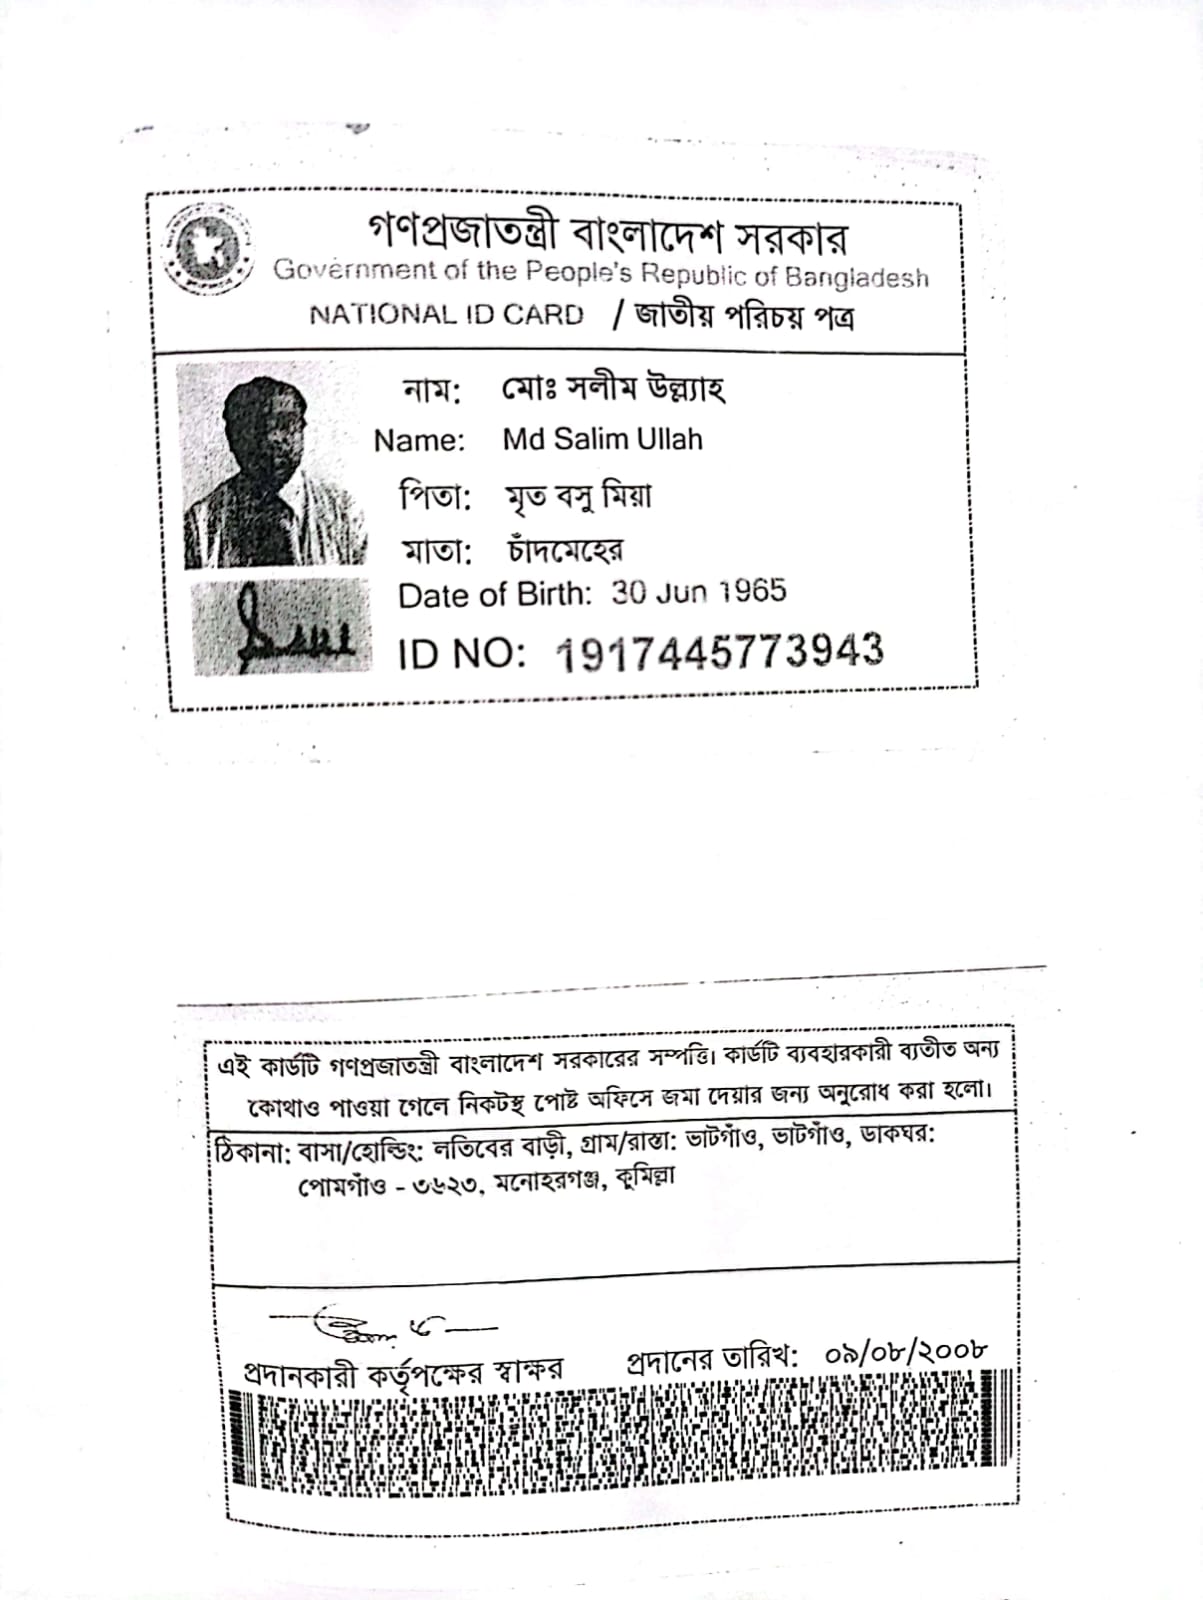 গণপ্রজাতন্ত্রী বাংলাদেশ সরকার
Government of the People's Republic of Bangladesh
NATIONAL ID CARD / জাতীয় পরিচয় পত্র
নাম: মোঃ সলীম উল্ল্যাহ
Name: Md Salim Ullah
পিতা: মৃত বসু মিয়া
মাতা: চাঁদমেহের
Date of Birth: 30 Jun 1965
ID NO: 1917445773943
এই কার্ডটি গণপ্রজাতন্ত্রী বাংলাদেশ সরকারের সম্পত্তি। কার্ডটি ব্যবহারকারী ব্যতীত অন্য
কোথাও পাওয়া গেলে নিকটস্থ পোষ্ট অফিসে জমা দেয়ার জন্য অনুরোধ করা হলো।
ঠিকানা: বাসা/হোল্ডিং: লতিবের বাড়ী, গ্রাম/রাস্তা: ভাটগাঁও, ভাটগাঁও, ডাকঘর:
পোমগাঁও - ৩৬২৩, মনোহরগঞ্জ, কুমিল্লা
প্রদানকারী কর্তৃপক্ষের স্বাক্ষর প্রদানের তারিখ: ০৯/০৮/২০০৮